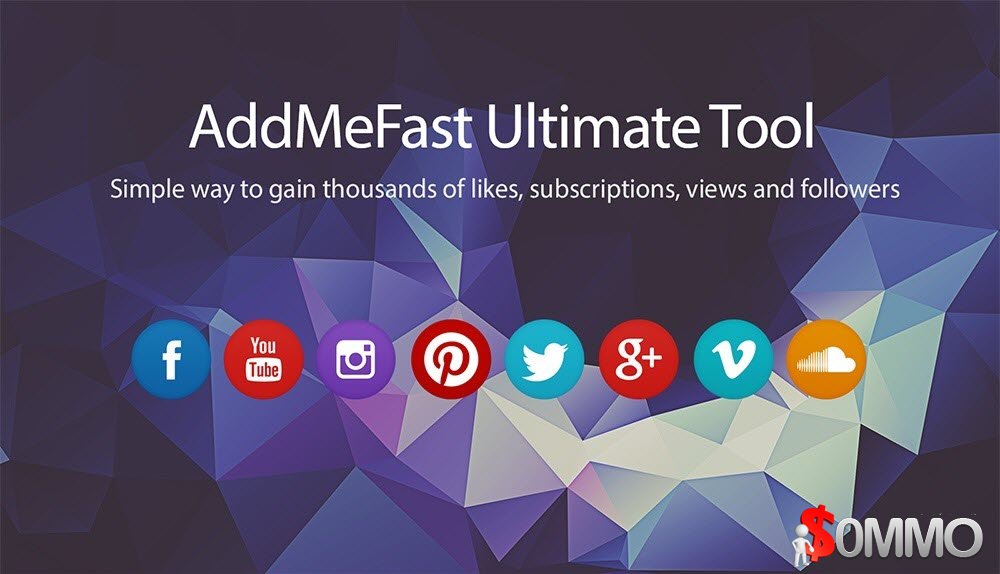 AddMeFast Ultimate Tool
Simple way to gain thousands of likes, subscriptions, views and followers
f
You
Tube
g+
$0MMO